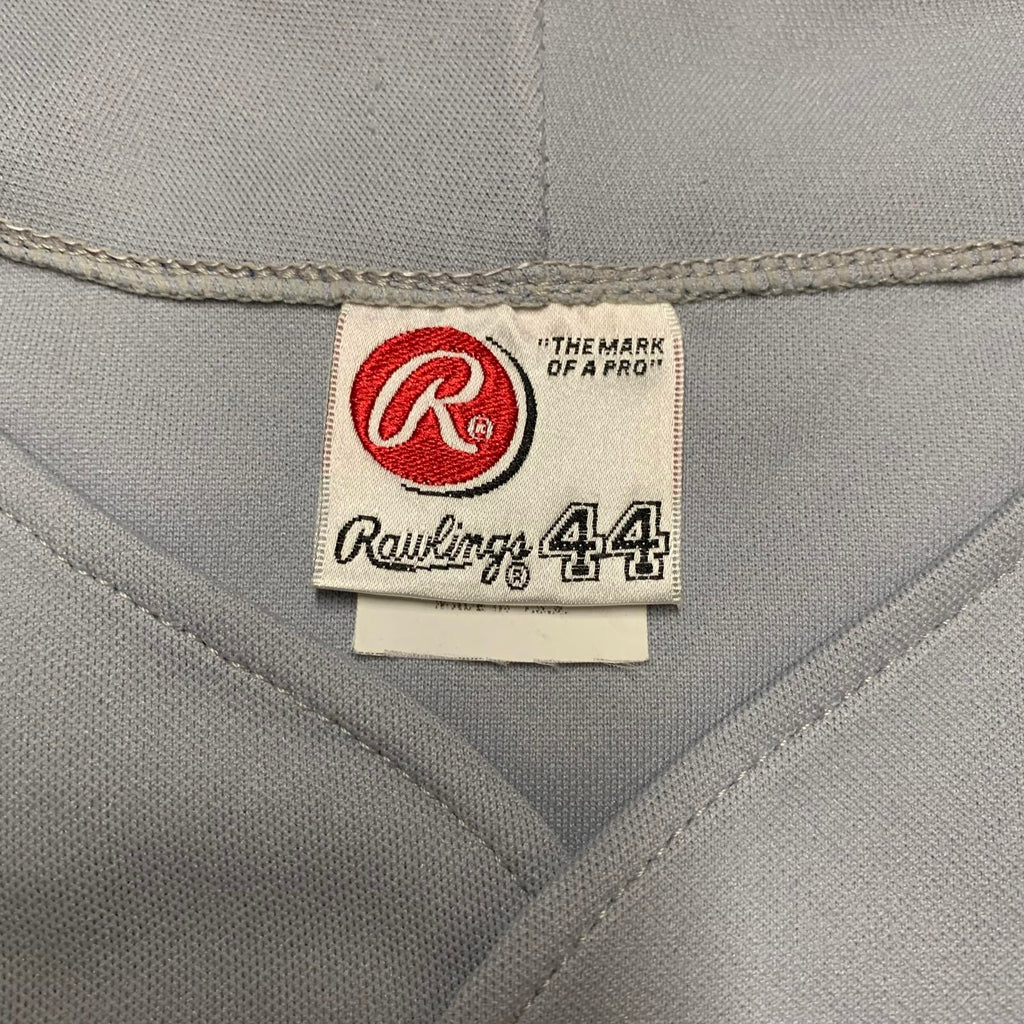 R®
"THE MARK
OF A PRO"
Rawlings® 44